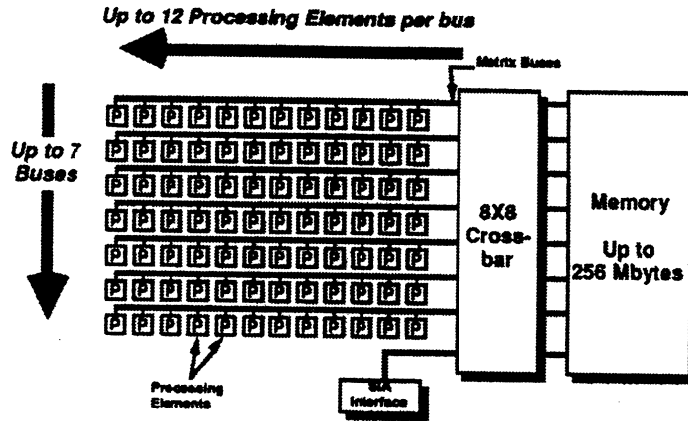 Up to 12 Processing Elements per bus
Matrix Buses
Up to 7
Buses
P P P P P P P P P P P P
P P P P P P P P P P P P
P P P P P P P P P P P P
P P P P P P P P P P P P
P P P P P P P P P P P P
P P P P P P P P P P P P
P P P P P P P P P P P P
8X8
Cross-
bar
Memory
Up to
256 Mbytes
Processing
Elements
Interface